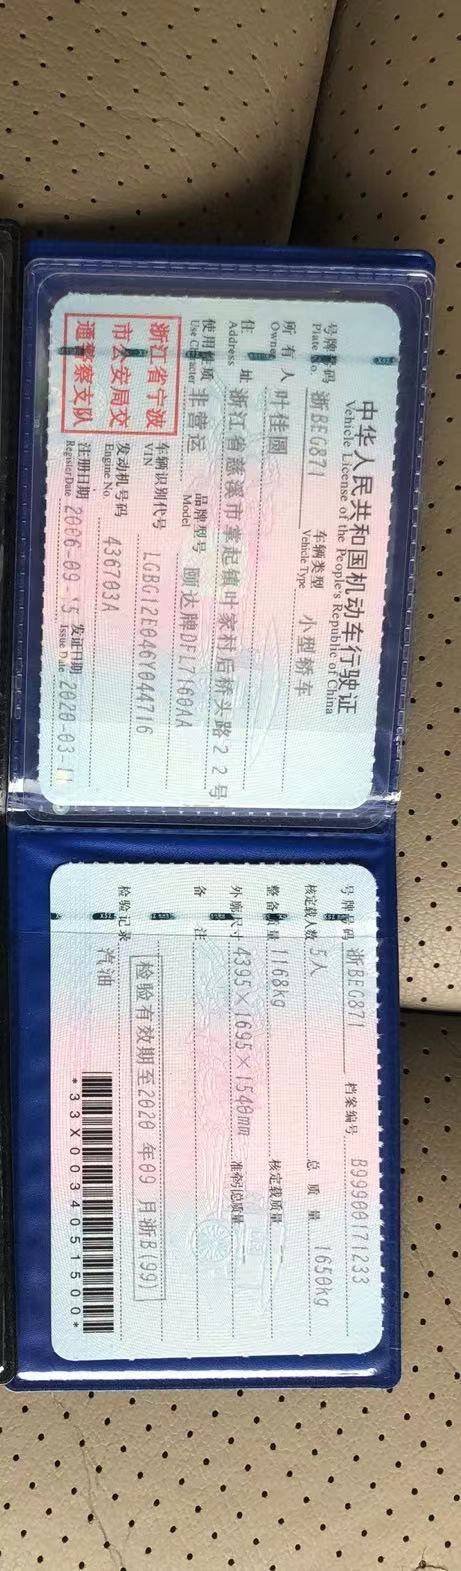 中华人民共和国机动车行驶证
Vehicle License of the People's Republic of China
号牌号码 浙BEG871 车辆类型 小型轿车
Plate No. Vehicle Type
所有人 叶佳圆
Owner
住址 浙江省慈溪市掌起镇叶家村后桥头路22号
Address
使用性质 非营运 品牌型号 颐达牌DFL7160AA
Use Character Model
浙江省宁波
市公安局交
通警察支队
车辆识别代号 LGBG12E046Y044716
VIN
发动机号码 436703A
Engine No.
注册日期 2006-09-15 发证日期 2020-03-11
Register Date Issue Date
号牌号码 浙BEG871 档案编号 B99900171233
核定载人数 5人 总质量 1650kg
整备质量 1168kg 核定载质量
外廓尺寸 4395×1695×1540mm 准牵引总质量
备注
检验有效期至2020年09月浙B(99)
检验记录
汽油
*33X0034051500*